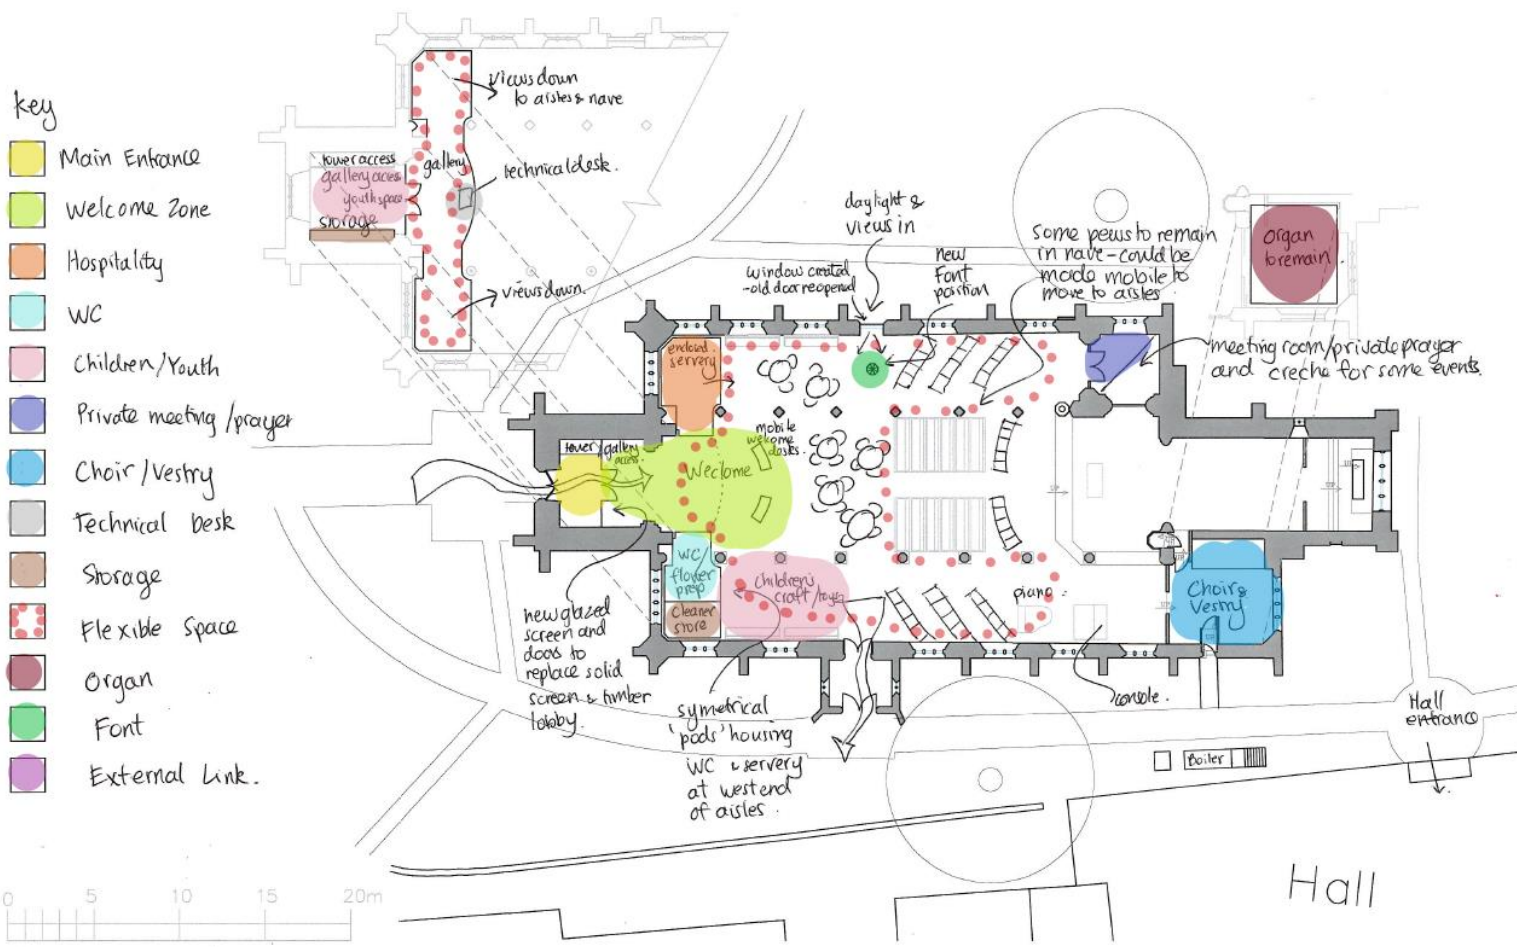 Key
Main Entrance
Welcome Zone
Hospitality
WC
Children/Youth
Private meeting/prayer
Choir/Vestry
Technical Desk
Storage
Flexible Space
Organ
Font
External Link.
0 5 10 15 20m
views down
to aisles & nave
gallery
technical desk.
tower access
gallery access
youth space
storage
views down.
daylight &
views in
window created
-old door reopened
new
Font
position
Some pews to remain
in nave - could be
made mobile to
move to aisles
Organ
to remain.
meeting room/private prayer
and creche for some events.
enclosed
servery
mobile
welcome
desks.
tower/gallery
access.
Weclome
WC/
flower
prep
Cleaner
store
Children's
craft/toys
piano
Choir &
Vestry
console.
new glazed
screen and
doors to
replace solid
screen & timber
lobby.
symetrical
'pods' housing
WC & servery
at west end
of aisles.
Hall
entrance
Boiler
Hall